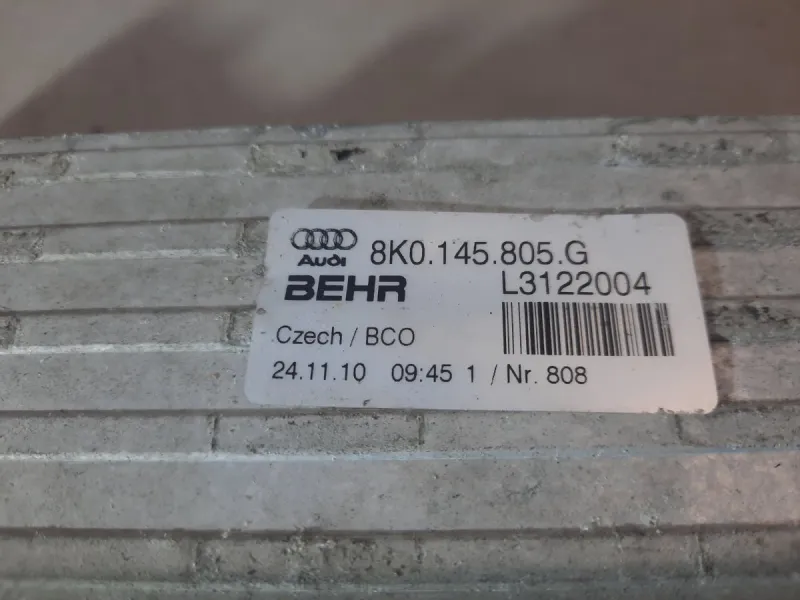 8K0.145.805.G
Audi
BEHR L3122004
Czech / BCO
24.11.10 09:45 1 / Nr. 808